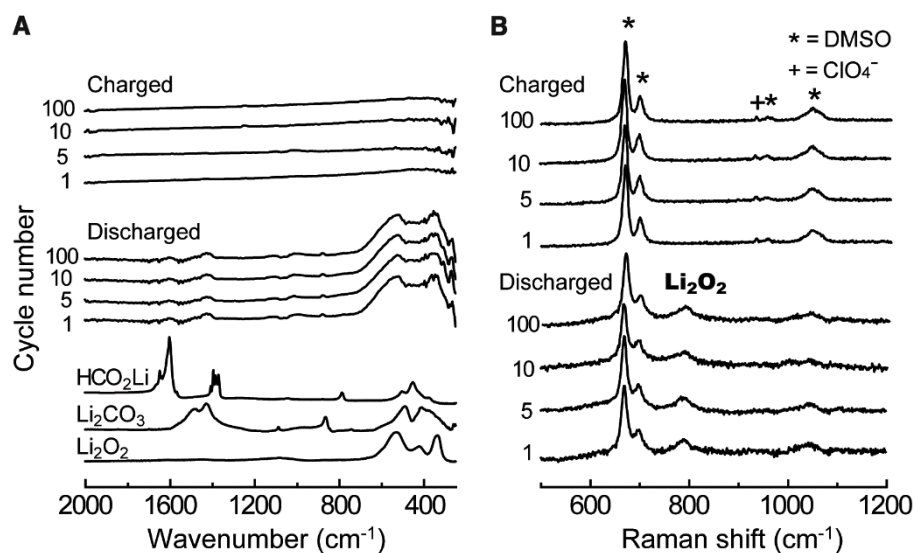 A
Cycle number
Charged
100
10
5
1
Discharged
100
10
5
1
HCO₂Li
Li₂CO₃
Li₂O₂
2000 1600 1200 800 400
Wavenumber (cm⁻¹)
B
* = DMSO
+ = ClO₄⁻
* * + * *
Charged
100
10
5
1
Discharged
Li₂O₂
100
10
5
1
600 800 1000 1200
Raman shift (cm⁻¹)